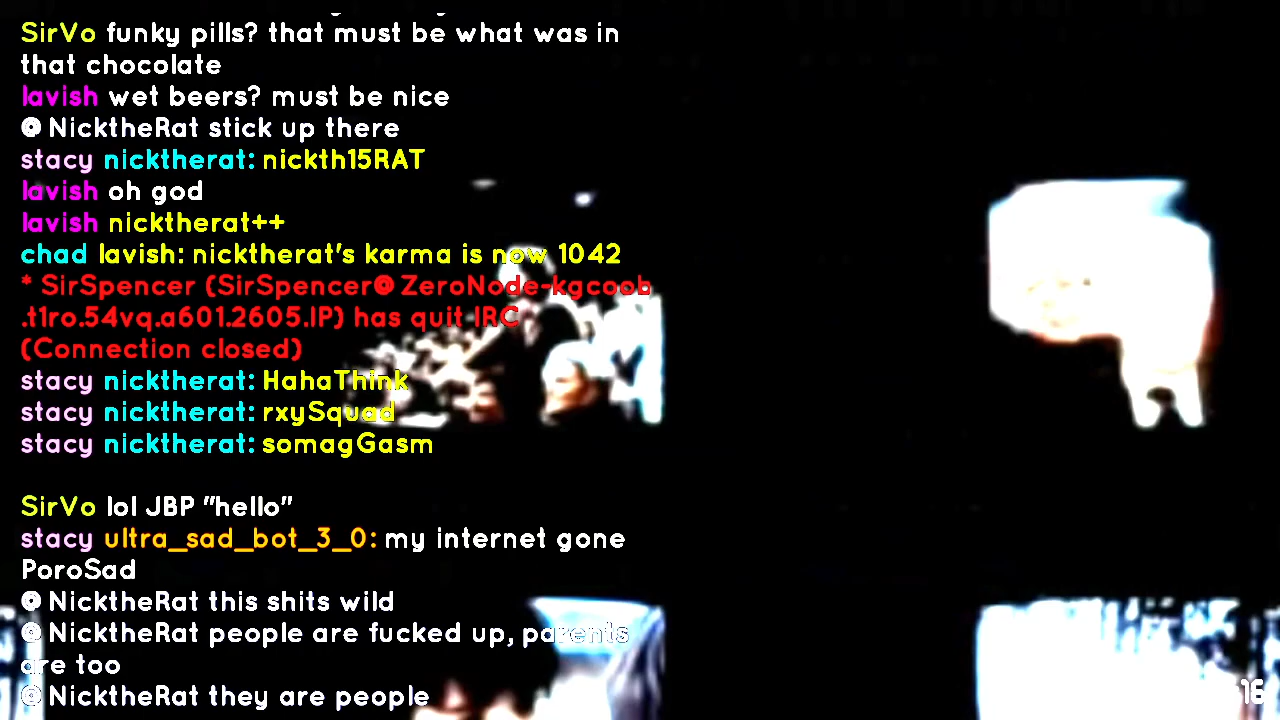 SirVo funky pills? that must be what was in
that chocolate
lavish wet beers? must be nice
@NicktheRat stick up there
stacy nicktherat: nickth15RAT
lavish oh god
lavish nicktherat++
chad lavish: nicktherat's karma is now 1042
* SirSpencer (SirSpencer@ZeroNode-kgcoob
.t1ro.54vq.a601.2605.IP) has quit IRC
(Connection closed)
stacy nicktherat: HahaThink
stacy nicktherat: rxySquad
stacy nicktherat: somagGasm
SirVo lol JBP "hello"
stacy ultra_sad_bot_3_0: my internet gone
PoroSad
@NicktheRat this shits wild
@NicktheRat people are fucked up, parents
are too
@NicktheRat they are people
16